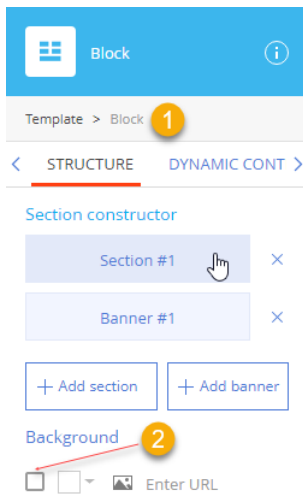 Block
Template > Block 1
STRUCTURE DYNAMIC CONT
Section constructor
Section #1
Banner #1
+ Add section + Add banner
Background 2
Enter URL